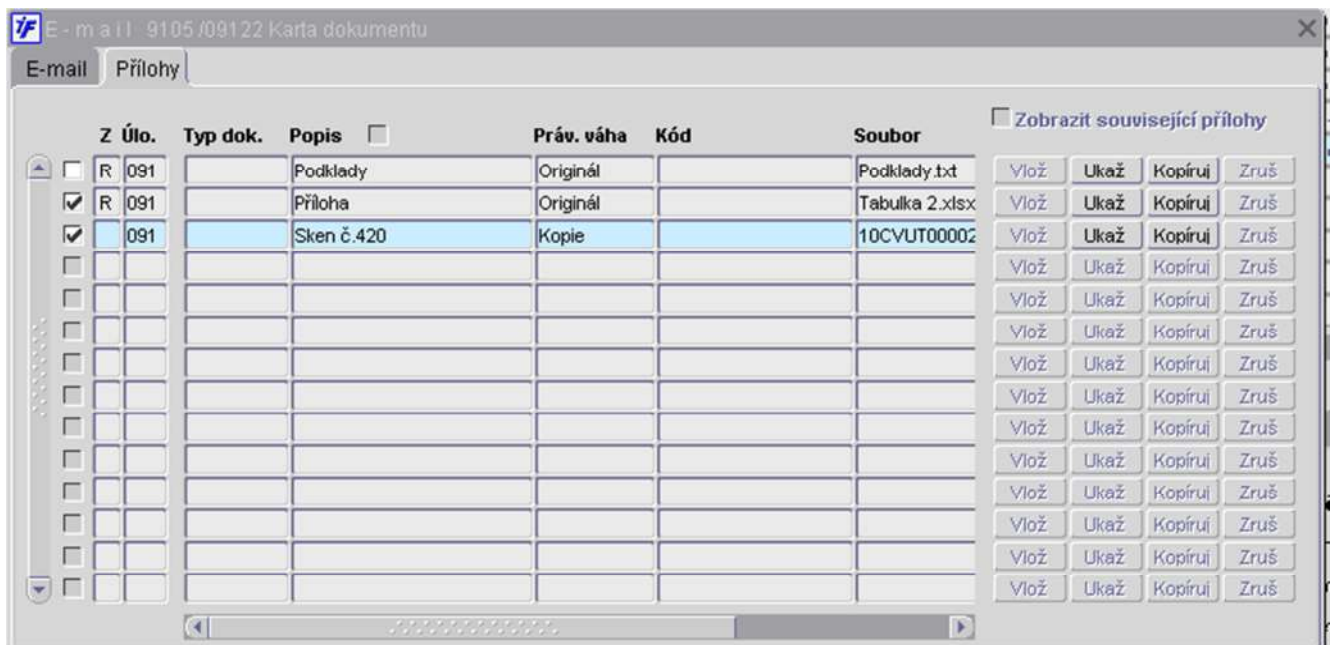 iF E - m a i l 9105 /09122 Karta dokumentu
E-mail Přílohy
Zobrazit související přílohy
Z Úlo. Typ dok. Popis Práv. váha Kód Soubor
R 091 Podklady Originál Podklady.txt Vlož Ukaž Kopíruj Zruš
R 091 Příloha Originál Tabulka 2.xlsx Vlož Ukaž Kopíruj Zruš
091 Sken č.420 Kopie 10CVUT00002 Vlož Ukaž Kopíruj Zruš
Vlož Ukaž Kopíruj Zruš
Vlož Ukaž Kopíruj Zruš
Vlož Ukaž Kopíruj Zruš
Vlož Ukaž Kopíruj Zruš
Vlož Ukaž Kopíruj Zruš
Vlož Ukaž Kopíruj Zruš
Vlož Ukaž Kopíruj Zruš
Vlož Ukaž Kopíruj Zruš
Vlož Ukaž Kopíruj Zruš
Vlož Ukaž Kopíruj Zruš
Vlož Ukaž Kopíruj Zruš